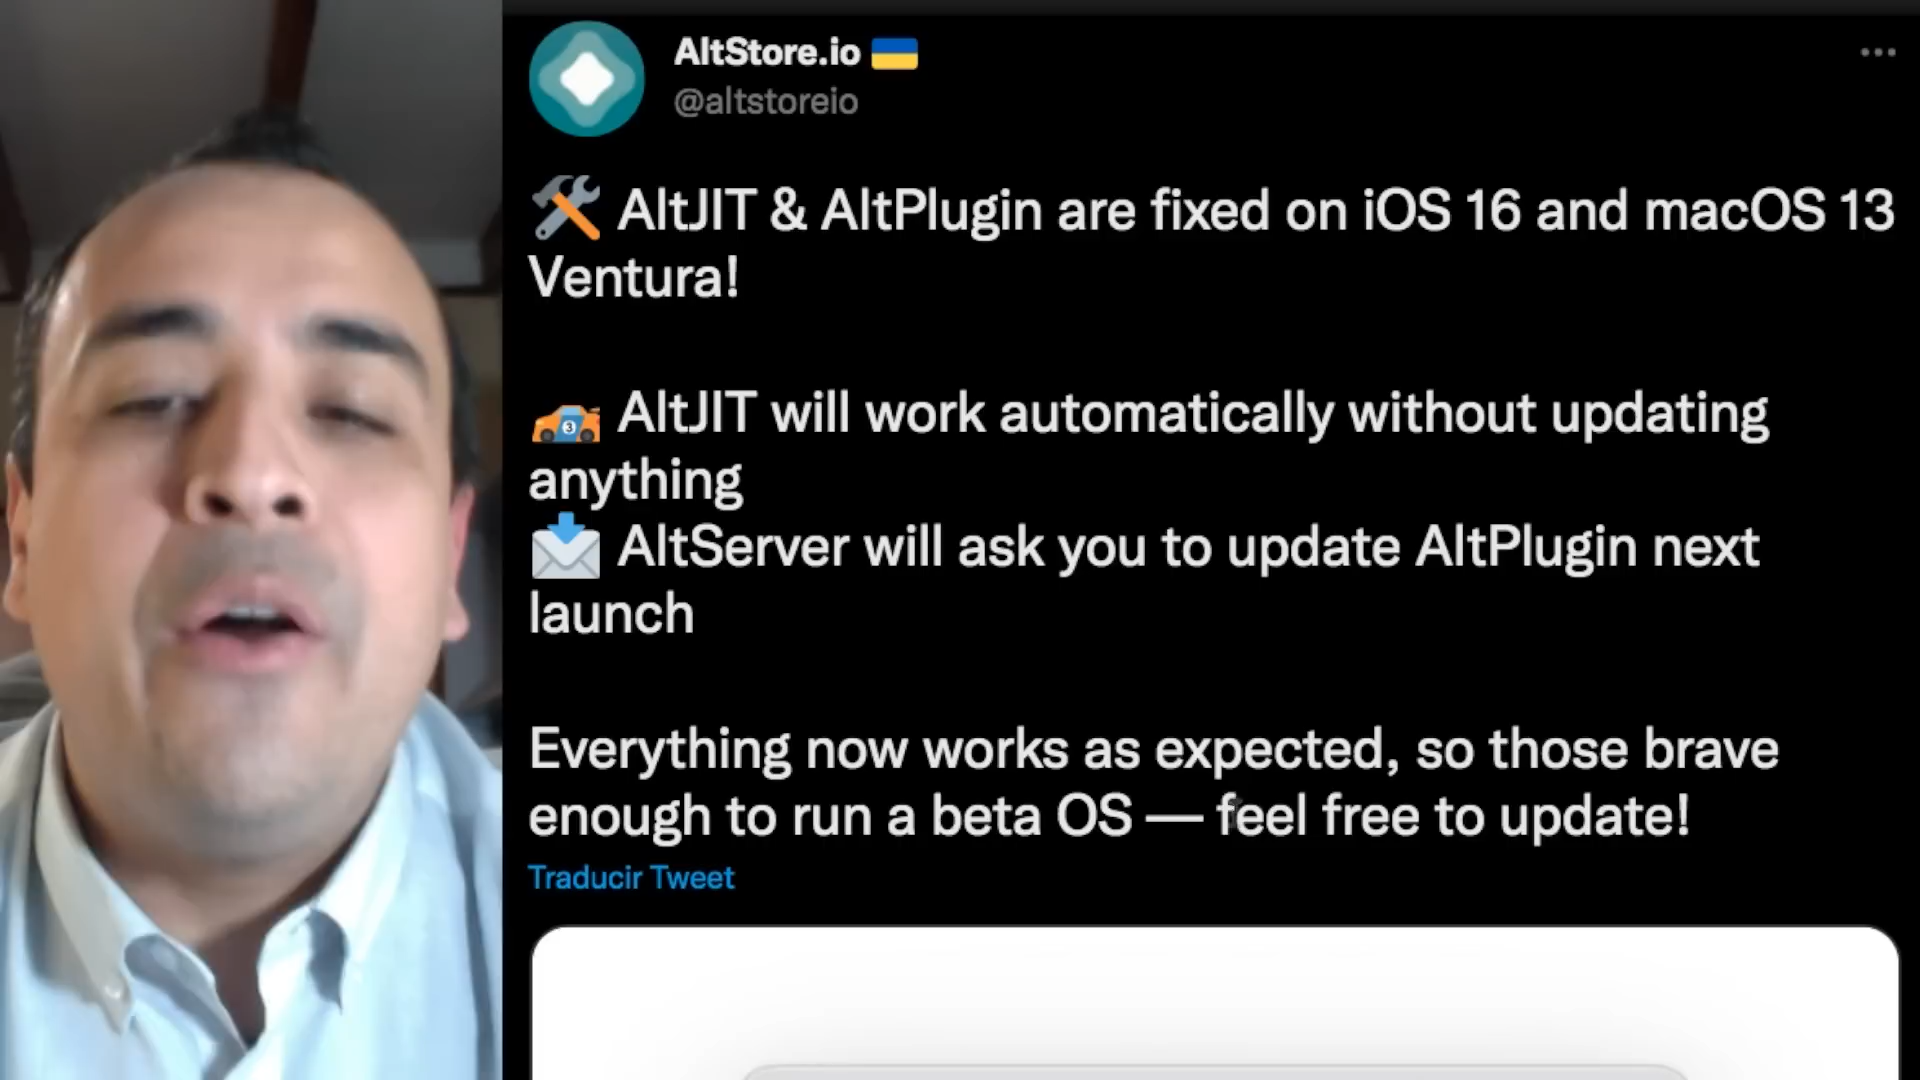 AltStore.io 🇺🇦
@altstoreio
🛠 AltJIT & AltPlugin are fixed on iOS 16 and macOS 13
Ventura!
🏎 AltJIT will work automatically without updating
anything
📩 AltServer will ask you to update AltPlugin next
launch
Everything now works as expected, so those brave
enough to run a beta OS — feel free to update!
Traducir Tweet